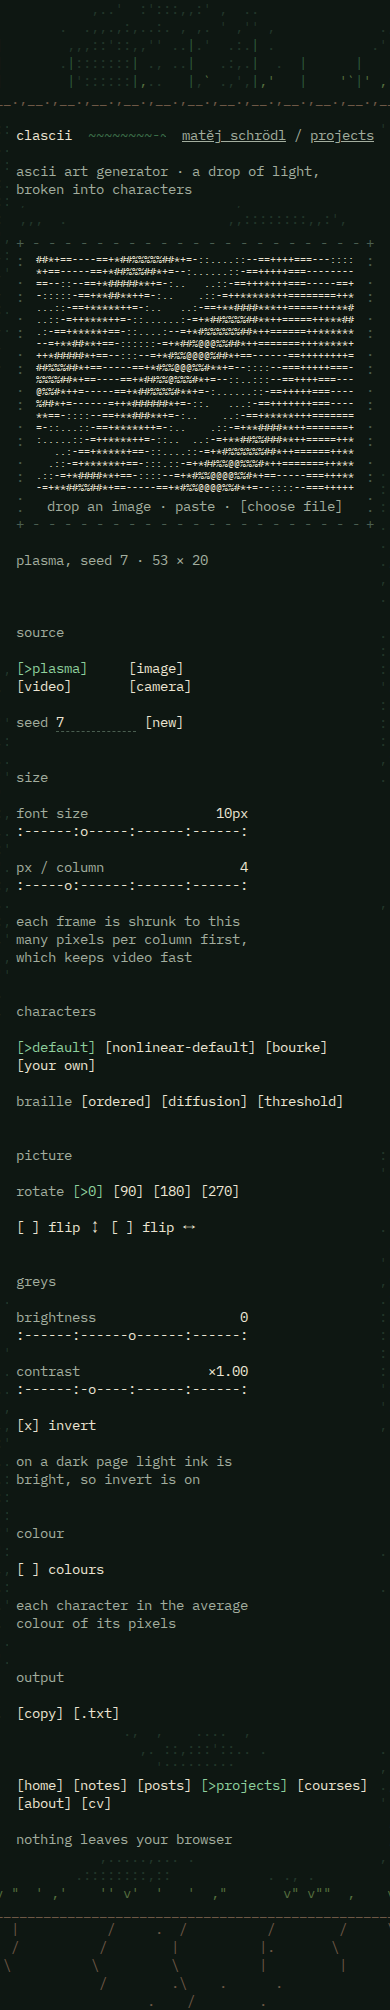 clascii ~~~~~~~~~¬~ matěj schrödl / projects
ascii art generator · a drop of light,
broken into characters
drop an image · paste · [choose file]
plasma, seed 7 · 53 × 20
source
[>plasma] [image]
[video] [camera]
seed 7 [new]
size
font size 10px
:------:o-----:------:------:
px / column 4
:-----o:------:------:------:
each frame is shrunk to this
many pixels per column first,
which keeps video fast
characters
[>default] [nonlinear-default] [bourke]
[your own]
braille [ordered] [diffusion] [threshold]
picture
rotate [>0] [90] [180] [270]
[ ] flip ↕ [ ] flip ↔
greys
brightness 0
:------:------o------:------:
contrast ×1.00
:------:-o----:------:------:
[x] invert
on a dark page light ink is
bright, so invert is on
colour
[ ] colours
each character in the average
colour of its pixels
output
[copy] [.txt]
[home] [notes] [posts] [>projects] [courses]
[about] [cv]
nothing leaves your browser